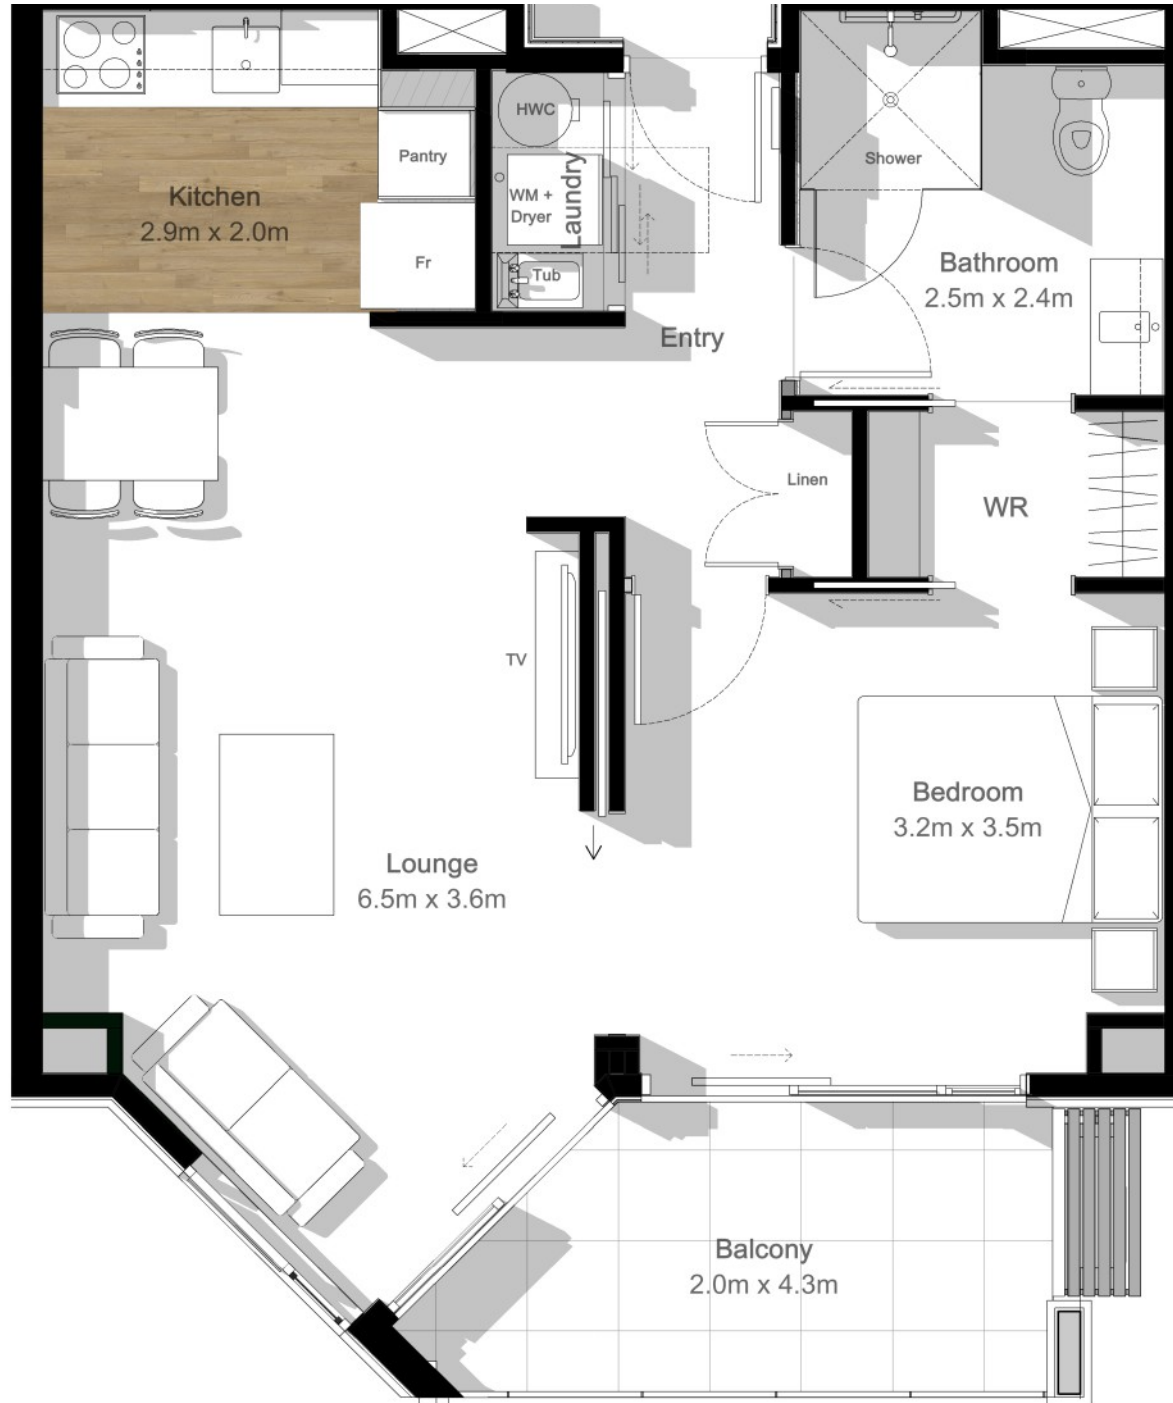 HWC
Pantry
Shower
Kitchen
2.9m x 2.0m
WM +
Dryer
Laundry
Fr
Tub
Bathroom
2.5m x 2.4m
Entry
Linen
WR
TV
Bedroom
3.2m x 3.5m
Lounge
6.5m x 3.6m
Balcony
2.0m x 4.3m